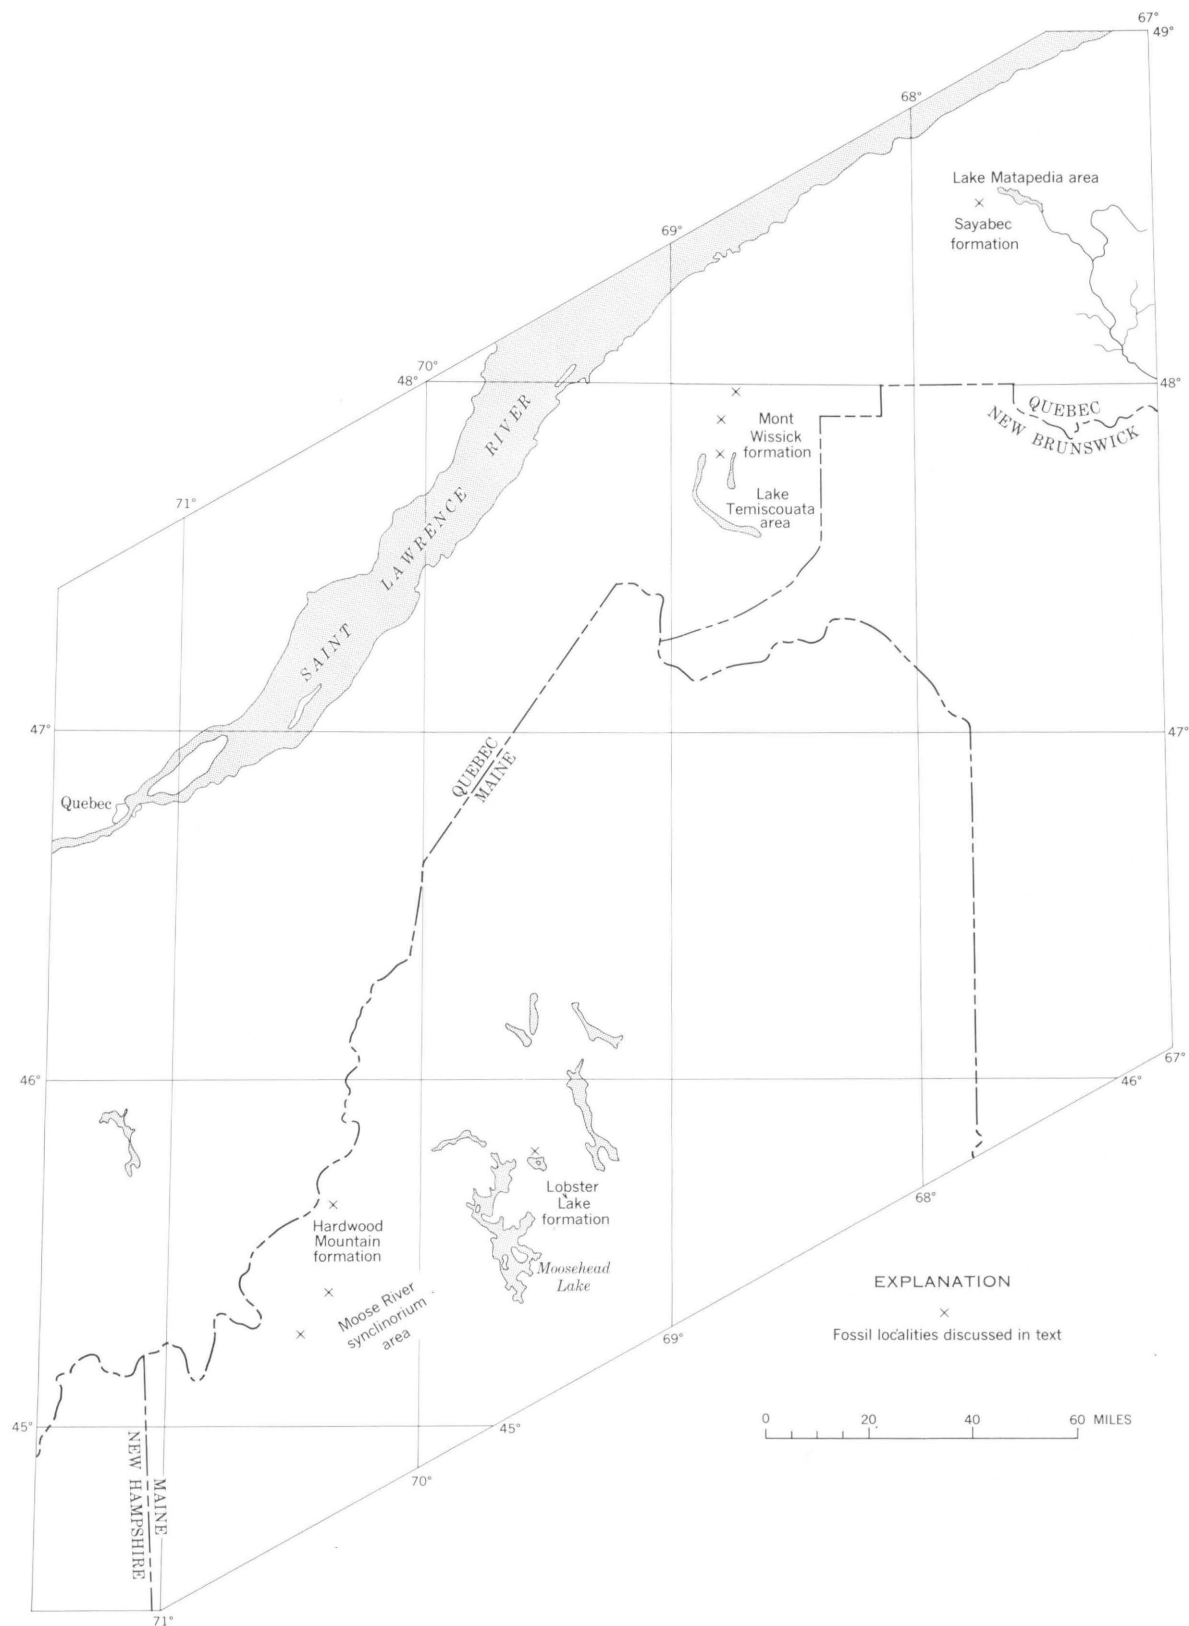 67°
49°
68°
Lake Matapedia area
Sayabec
formation
69°
70°
48°
48°
QUEBEC
NEW BRUNSWICK
Mont
Wissick
formation
Lake
Temiscouata
area
71°
SAINT LAWRENCE RIVER
47°
47°
QUEBEC
MAINE
Quebec
46°
67°
46°
68°
Lobster
Lake
formation
Hardwood
Mountain
formation
Moosehead
Lake
Moose River
synclinorium
area
69°
EXPLANATION
Fossil localities discussed in text
45°
45°
0 20 40 60 MILES
70°
MAINE
NEW HAMPSHIRE
71°